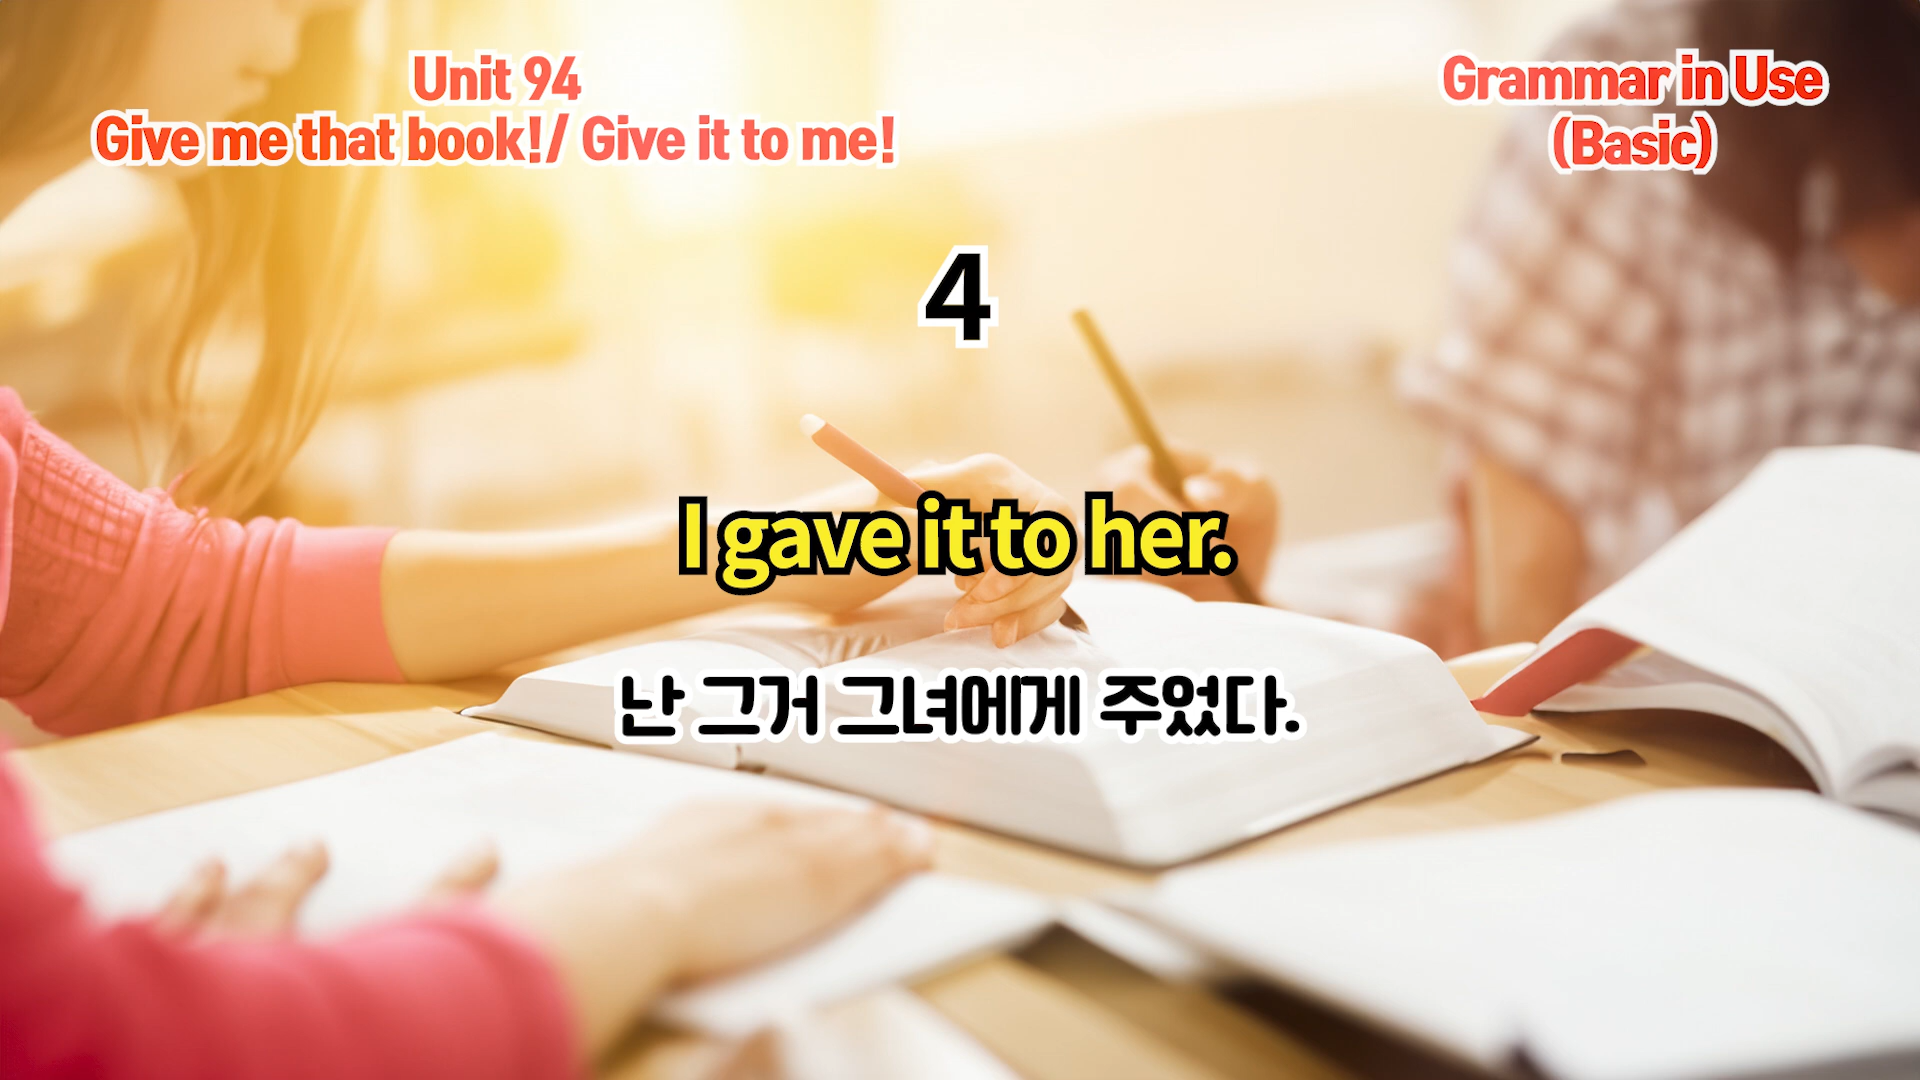 Unit 94
Give me that book!/ Give it to me!
Grammar in Use
(Basic)
4
I gave it to her.
난 그거 그녀에게 주었다.